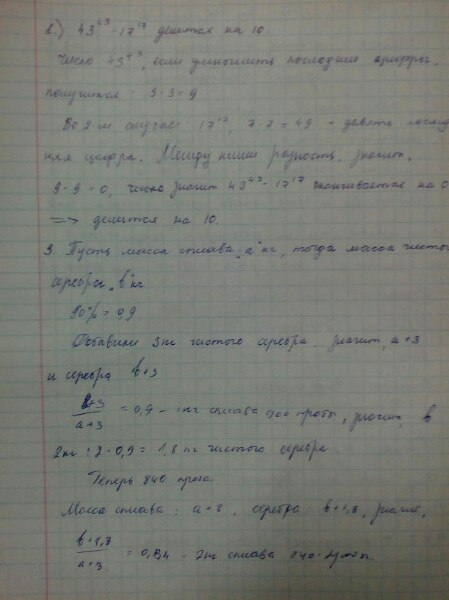 1.) 43^43 - 17^17 делится на 10
Число 43^43, если умножить последние цифры,
получится 3·3=9
Во 2-м случае 17^17, 7·7=49 - девять послед
няя цифра. Между ними разность, значит,
9-9=0, число значит 43^43 - 17^17 оканчивается на 0
=> делится на 10.
3. Пусть масса сплава „a" кг, тогда масса чистого
серебра „b" кг
90% = 0,9
Добавили 3кг чистого серебра, значит, a+3
и серебра b+3
b+3/a+3 = 0,9 - 1кг сплава 900 пробы, значит, в
2кг · 2 · 0,9 = 1,8 кг чистого серебра
Теперь 840 проба.
Масса сплава: a+2, серебра: b+1,8, значит,
b+1,8/a+3 = 0,84 - 2кг сплава 840